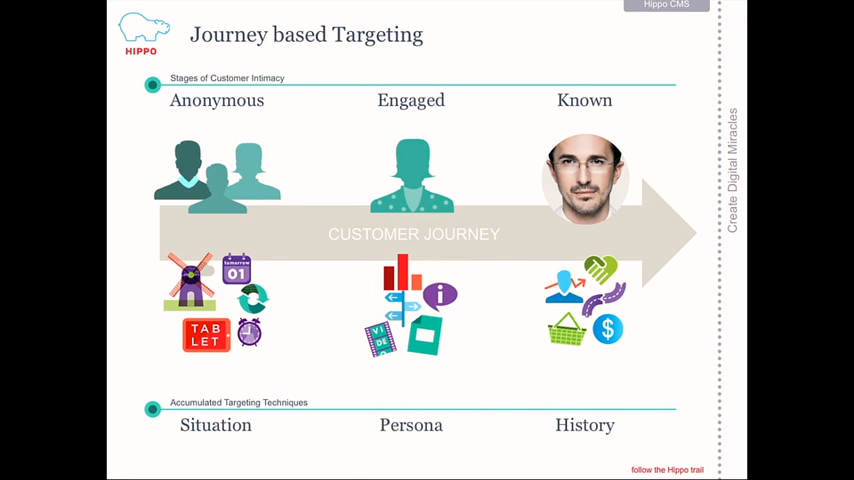 Hippo CMS
HIPPO
Journey based Targeting
Stages of Customer Intimacy
Anonymous
Engaged
Known
Create Digital Miracles
CUSTOMER JOURNEY
tomorrow
01
i
TAB
LET
VI
DE
O
$
Accumulated Targeting Techniques
Situation
Persona
History
follow the Hippo trail